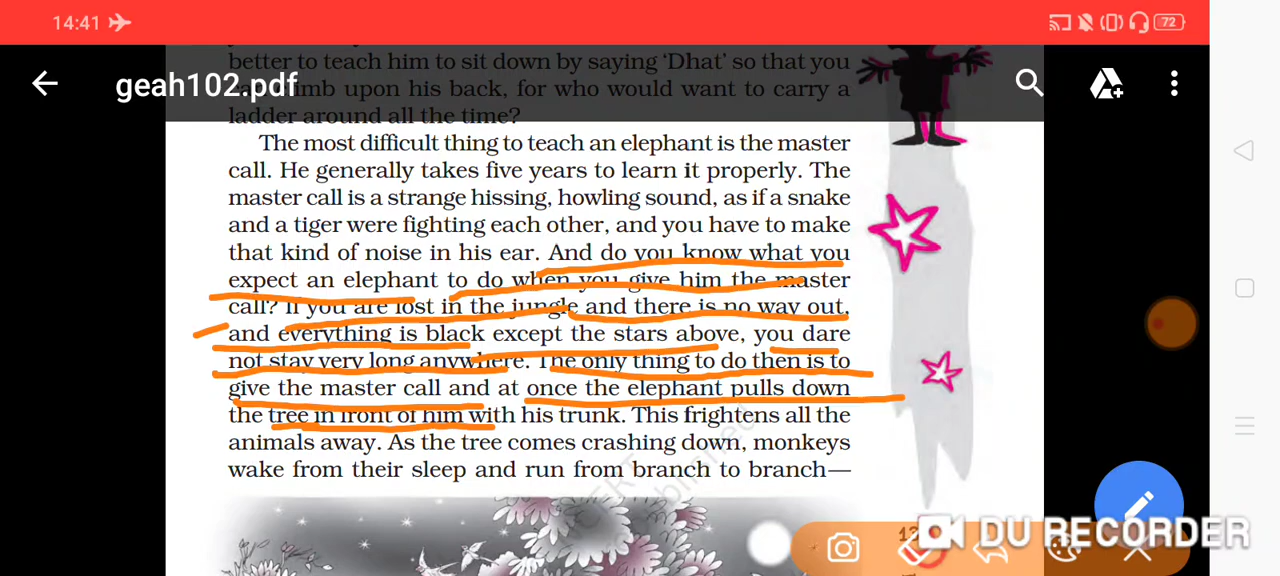 14:41
72
better to teach him to sit down by saying ‘Dhat’ so that you
geah102.pdf
climb upon his back, for who would want to carry a
ladder around all the time?
The most difficult thing to teach an elephant is the master
call. He generally takes five years to learn it properly. The
master call is a strange hissing, howling sound, as if a snake
and a tiger were fighting each other, and you have to make
that kind of noise in his ear. And do you know what you
expect an elephant to do when you give him the master
call? If you are lost in the jungle and there is no way out,
and everything is black except the stars above, you dare
not stay very long anywhere. The only thing to do then is to
give the master call and at once the elephant pulls down
the tree in front of him with his trunk. This frightens all the
animals away. As the tree comes crashing down, monkeys
wake from their sleep and run from branch to branch—
DU RECORDER